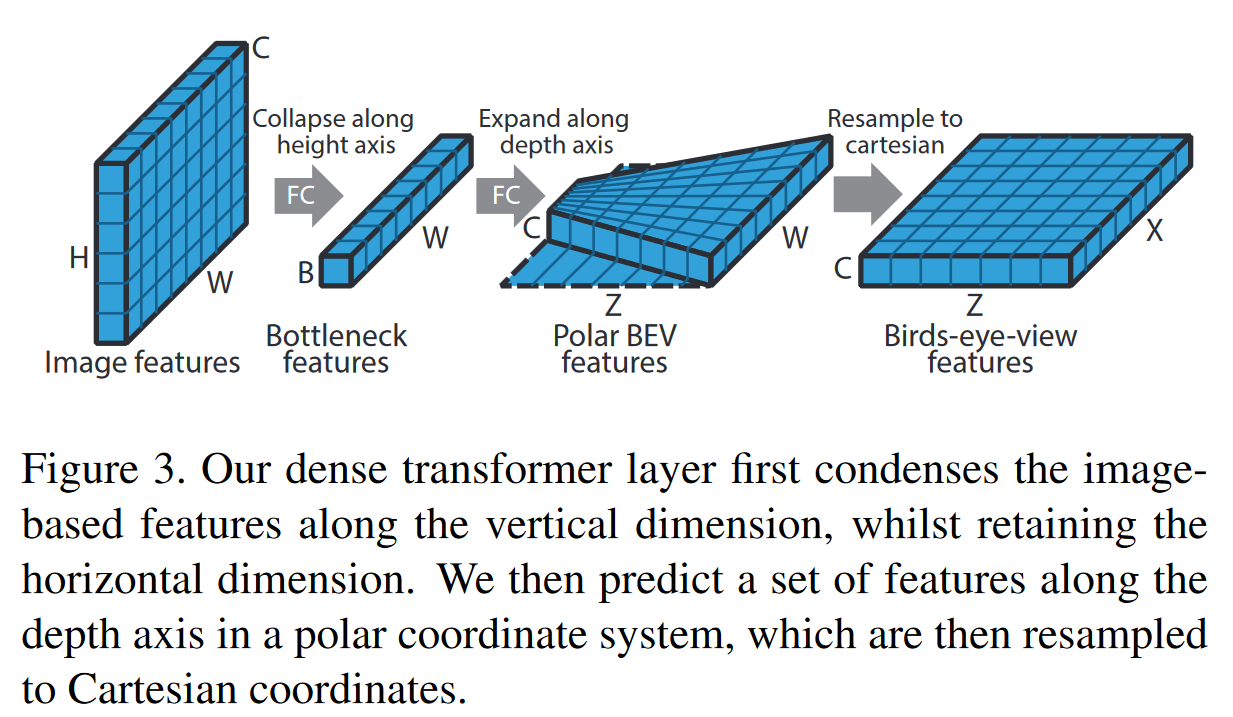 C
Collapse along
height axis
Expand along
depth axis
Resample to
cartesian
FC
FC
H
W
B
W
C
W
Z
C
X
Z
Image features
Bottleneck
features
Polar BEV
features
Birds-eye-view
features
Figure 3. Our dense transformer layer first condenses the image-
based features along the vertical dimension, whilst retaining the
horizontal dimension. We then predict a set of features along the
depth axis in a polar coordinate system, which are then resampled
to Cartesian coordinates.